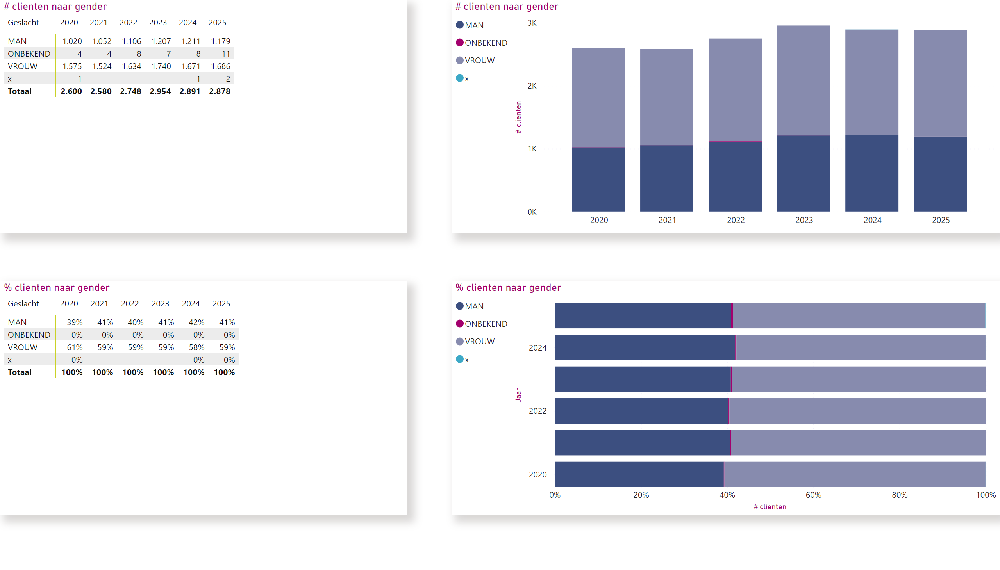 # clienten naar gender
Geslacht 2020 2021 2022 2023 2024 2025
MAN 1.020 1.052 1.106 1.207 1.211 1.179
ONBEKEND 4 4 8 7 8 11
VROUW 1.575 1.524 1.634 1.740 1.671 1.686
x 1 1 2
Totaal 2.600 2.580 2.748 2.954 2.891 2.878
# clienten naar gender
MAN
ONBEKEND
VROUW
x
# clienten
3K
2K
1K
0K
2020 2021 2022 2023 2024 2025
% clienten naar gender
Geslacht 2020 2021 2022 2023 2024 2025
MAN 39% 41% 40% 41% 42% 41%
ONBEKEND 0% 0% 0% 0% 0% 0%
VROUW 61% 59% 59% 59% 58% 59%
x 0% 0% 0%
Totaal 100% 100% 100% 100% 100% 100%
% clienten naar gender
MAN
ONBEKEND
VROUW
x
Jaar
2024
2022
2020
0% 20% 40% 60% 80% 100%
# clienten